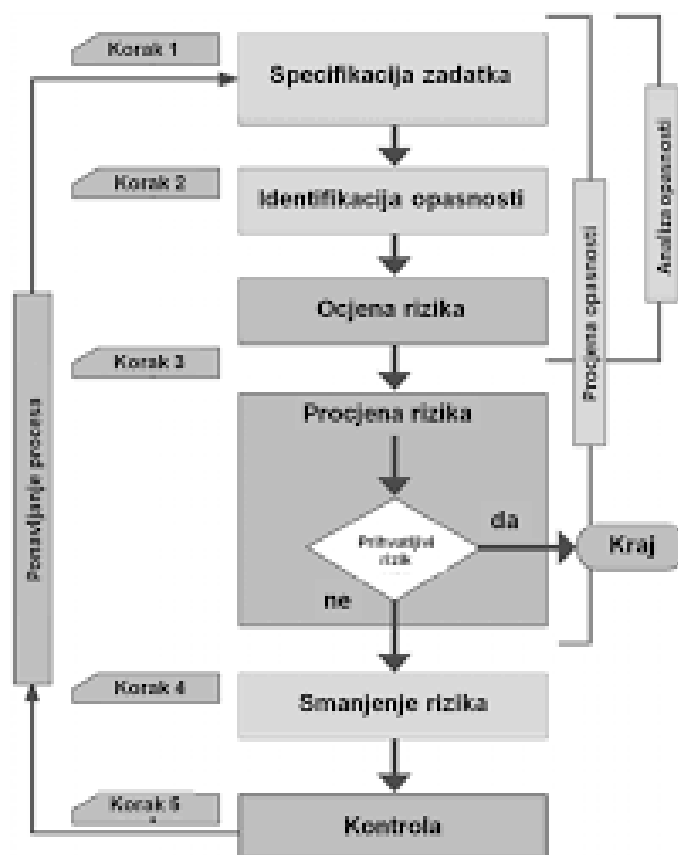 Korak 1
Specifikacija zadatka
Korak 2
Identifikacija opasnosti
Ocjena rizika
Korak 3
Procjena rizika
Prihvatljivi
rizik
da
Kraj
ne
Korak 4
Smanjenje rizika
Korak 5
Kontrola
Ponavljanje procesa
Procjena opasnosti
Analiza opasnosti